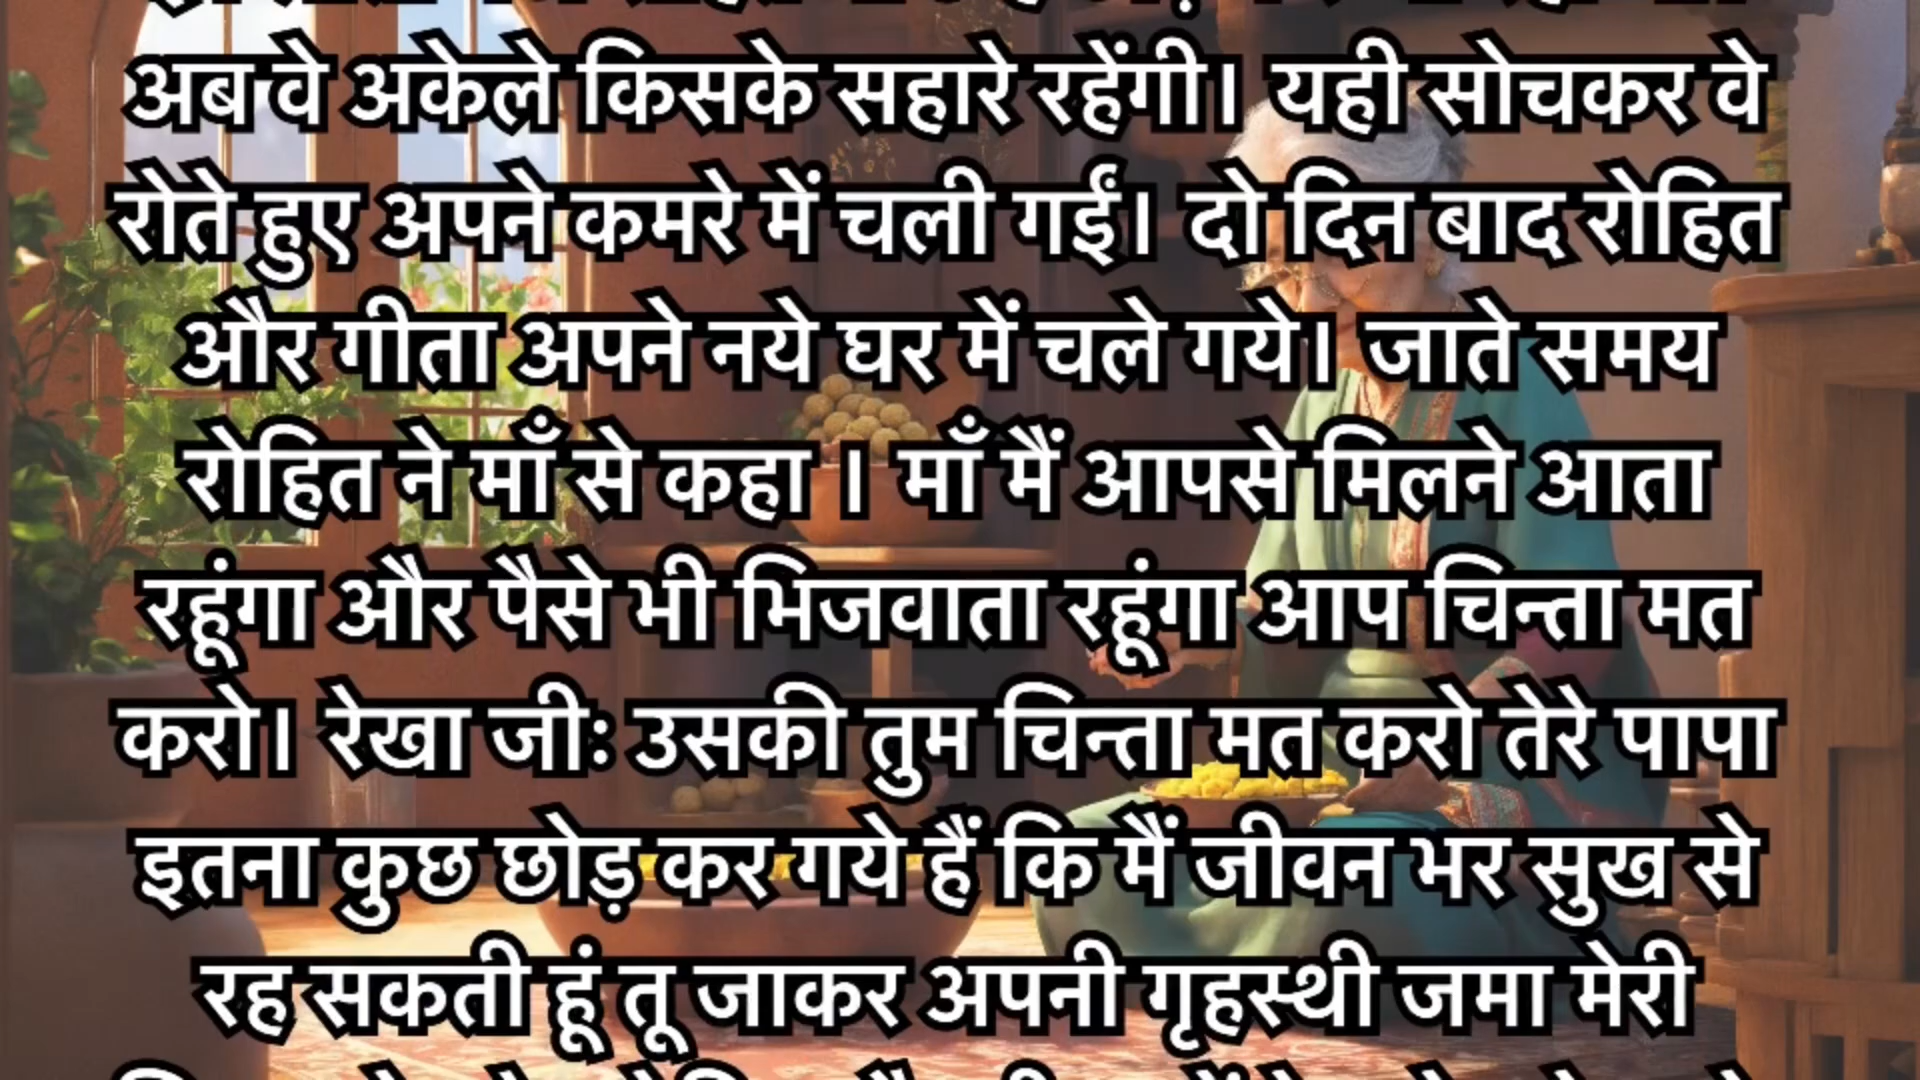 अब वे अकेले किसके सहारे रहेंगी। यही सोचकर वे
रोते हुए अपने कमरे में चली गईं। दो दिन बाद रोहित
और गीता अपने नये घर में चले गये। जाते समय
रोहित ने माँ से कहा । माँ मैं आपसे मिलने आता
रहूंगा और पैसे भी भिजवाता रहूंगा आप चिन्ता मत
करो। रेखा जीः उसकी तुम चिन्ता मत करो तेरे पापा
इतना कुछ छोड़ कर गये हैं कि मैं जीवन भर सुख से
रह सकती हूं तू जाकर अपनी गृहस्थी जमा मेरी